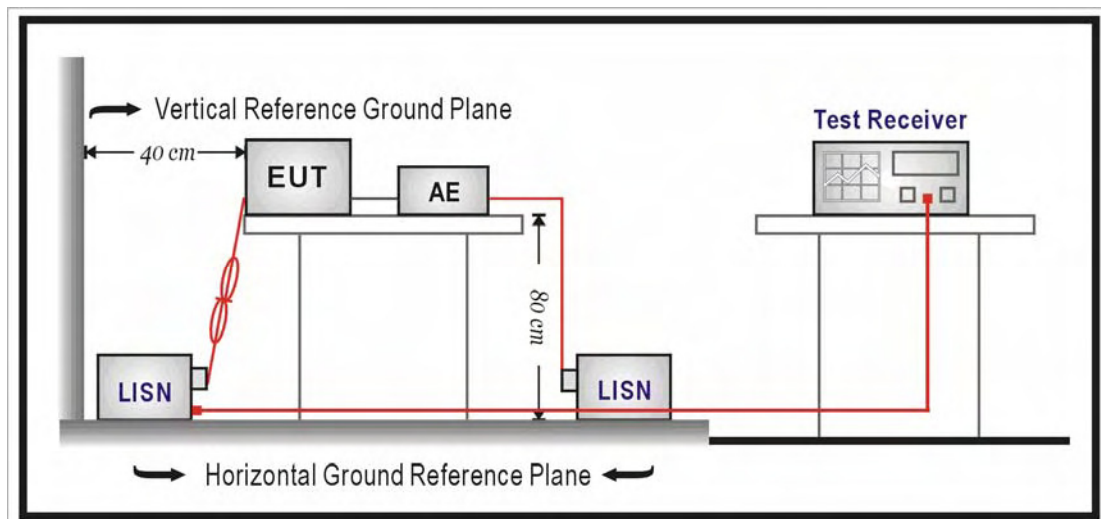 Vertical Reference Ground Plane
Test Receiver
40 cm
EUT
AE
80 cm
LISN
LISN
Horizontal Ground Reference Plane